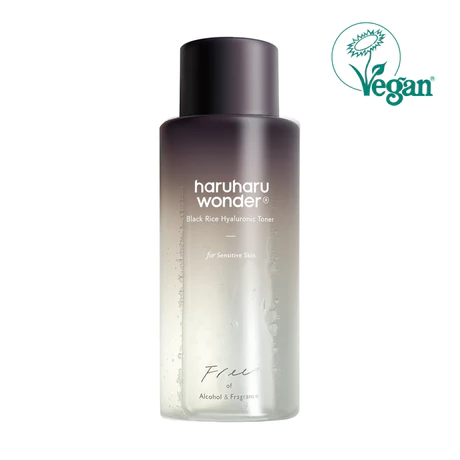 Vegan®
haruharu
wonder®
Black Rice Hyaluronic Toner
for Sensitive Skin
Free
of
Alcohol & Fragrance